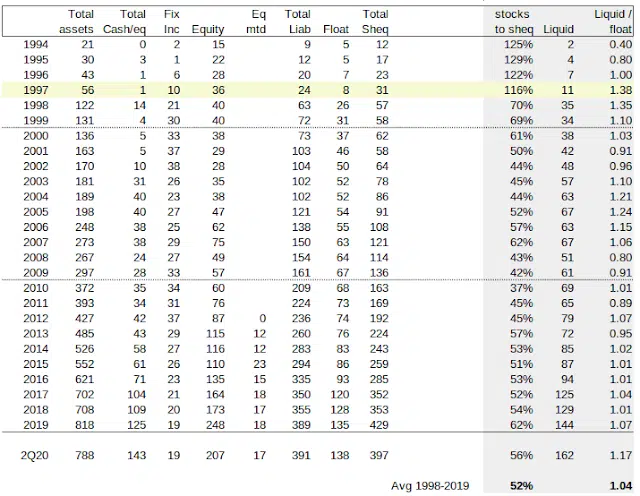 Total Total Fix Eq Total Total stocks Liquid /
assets Cash/eq Inc Equity mtd Liab Float Sheq to sheq Liquid float
1994 21 0 2 15 9 5 12 125% 2 0.40
1995 30 3 1 22 12 5 17 129% 4 0.80
1996 43 1 6 28 20 7 23 122% 7 1.00
1997 56 1 10 36 24 8 31 116% 11 1.38
1998 122 14 21 40 63 26 57 70% 35 1.35
1999 131 4 30 40 72 31 58 69% 34 1.10
2000 136 5 33 38 73 37 62 61% 38 1.03
2001 163 5 37 29 103 46 58 50% 42 0.91
2002 170 10 38 28 104 50 64 44% 48 0.96
2003 181 31 26 35 102 52 78 45% 57 1.10
2004 189 40 23 38 102 52 86 44% 63 1.21
2005 198 40 27 47 121 54 91 52% 67 1.24
2006 248 38 25 62 138 55 108 57% 63 1.15
2007 273 38 29 75 150 63 121 62% 67 1.06
2008 267 24 27 49 154 64 114 43% 51 0.80
2009 297 28 33 57 161 67 136 42% 61 0.91
2010 372 35 34 60 209 68 163 37% 69 1.01
2011 393 34 31 76 224 73 169 45% 65 0.89
2012 427 42 37 87 0 236 74 192 45% 79 1.07
2013 485 43 29 115 12 260 76 224 57% 72 0.95
2014 526 58 27 116 12 283 83 243 53% 85 1.02
2015 552 61 26 110 23 294 86 259 51% 87 1.01
2016 621 71 23 135 15 335 93 285 53% 94 1.01
2017 702 104 21 164 18 350 120 352 52% 125 1.04
2018 708 109 20 173 17 355 128 353 54% 129 1.01
2019 818 125 19 248 18 389 135 429 62% 144 1.07
2Q20 788 143 19 207 17 391 138 397 56% 162 1.17
Avg 1998-2019 52% 1.04